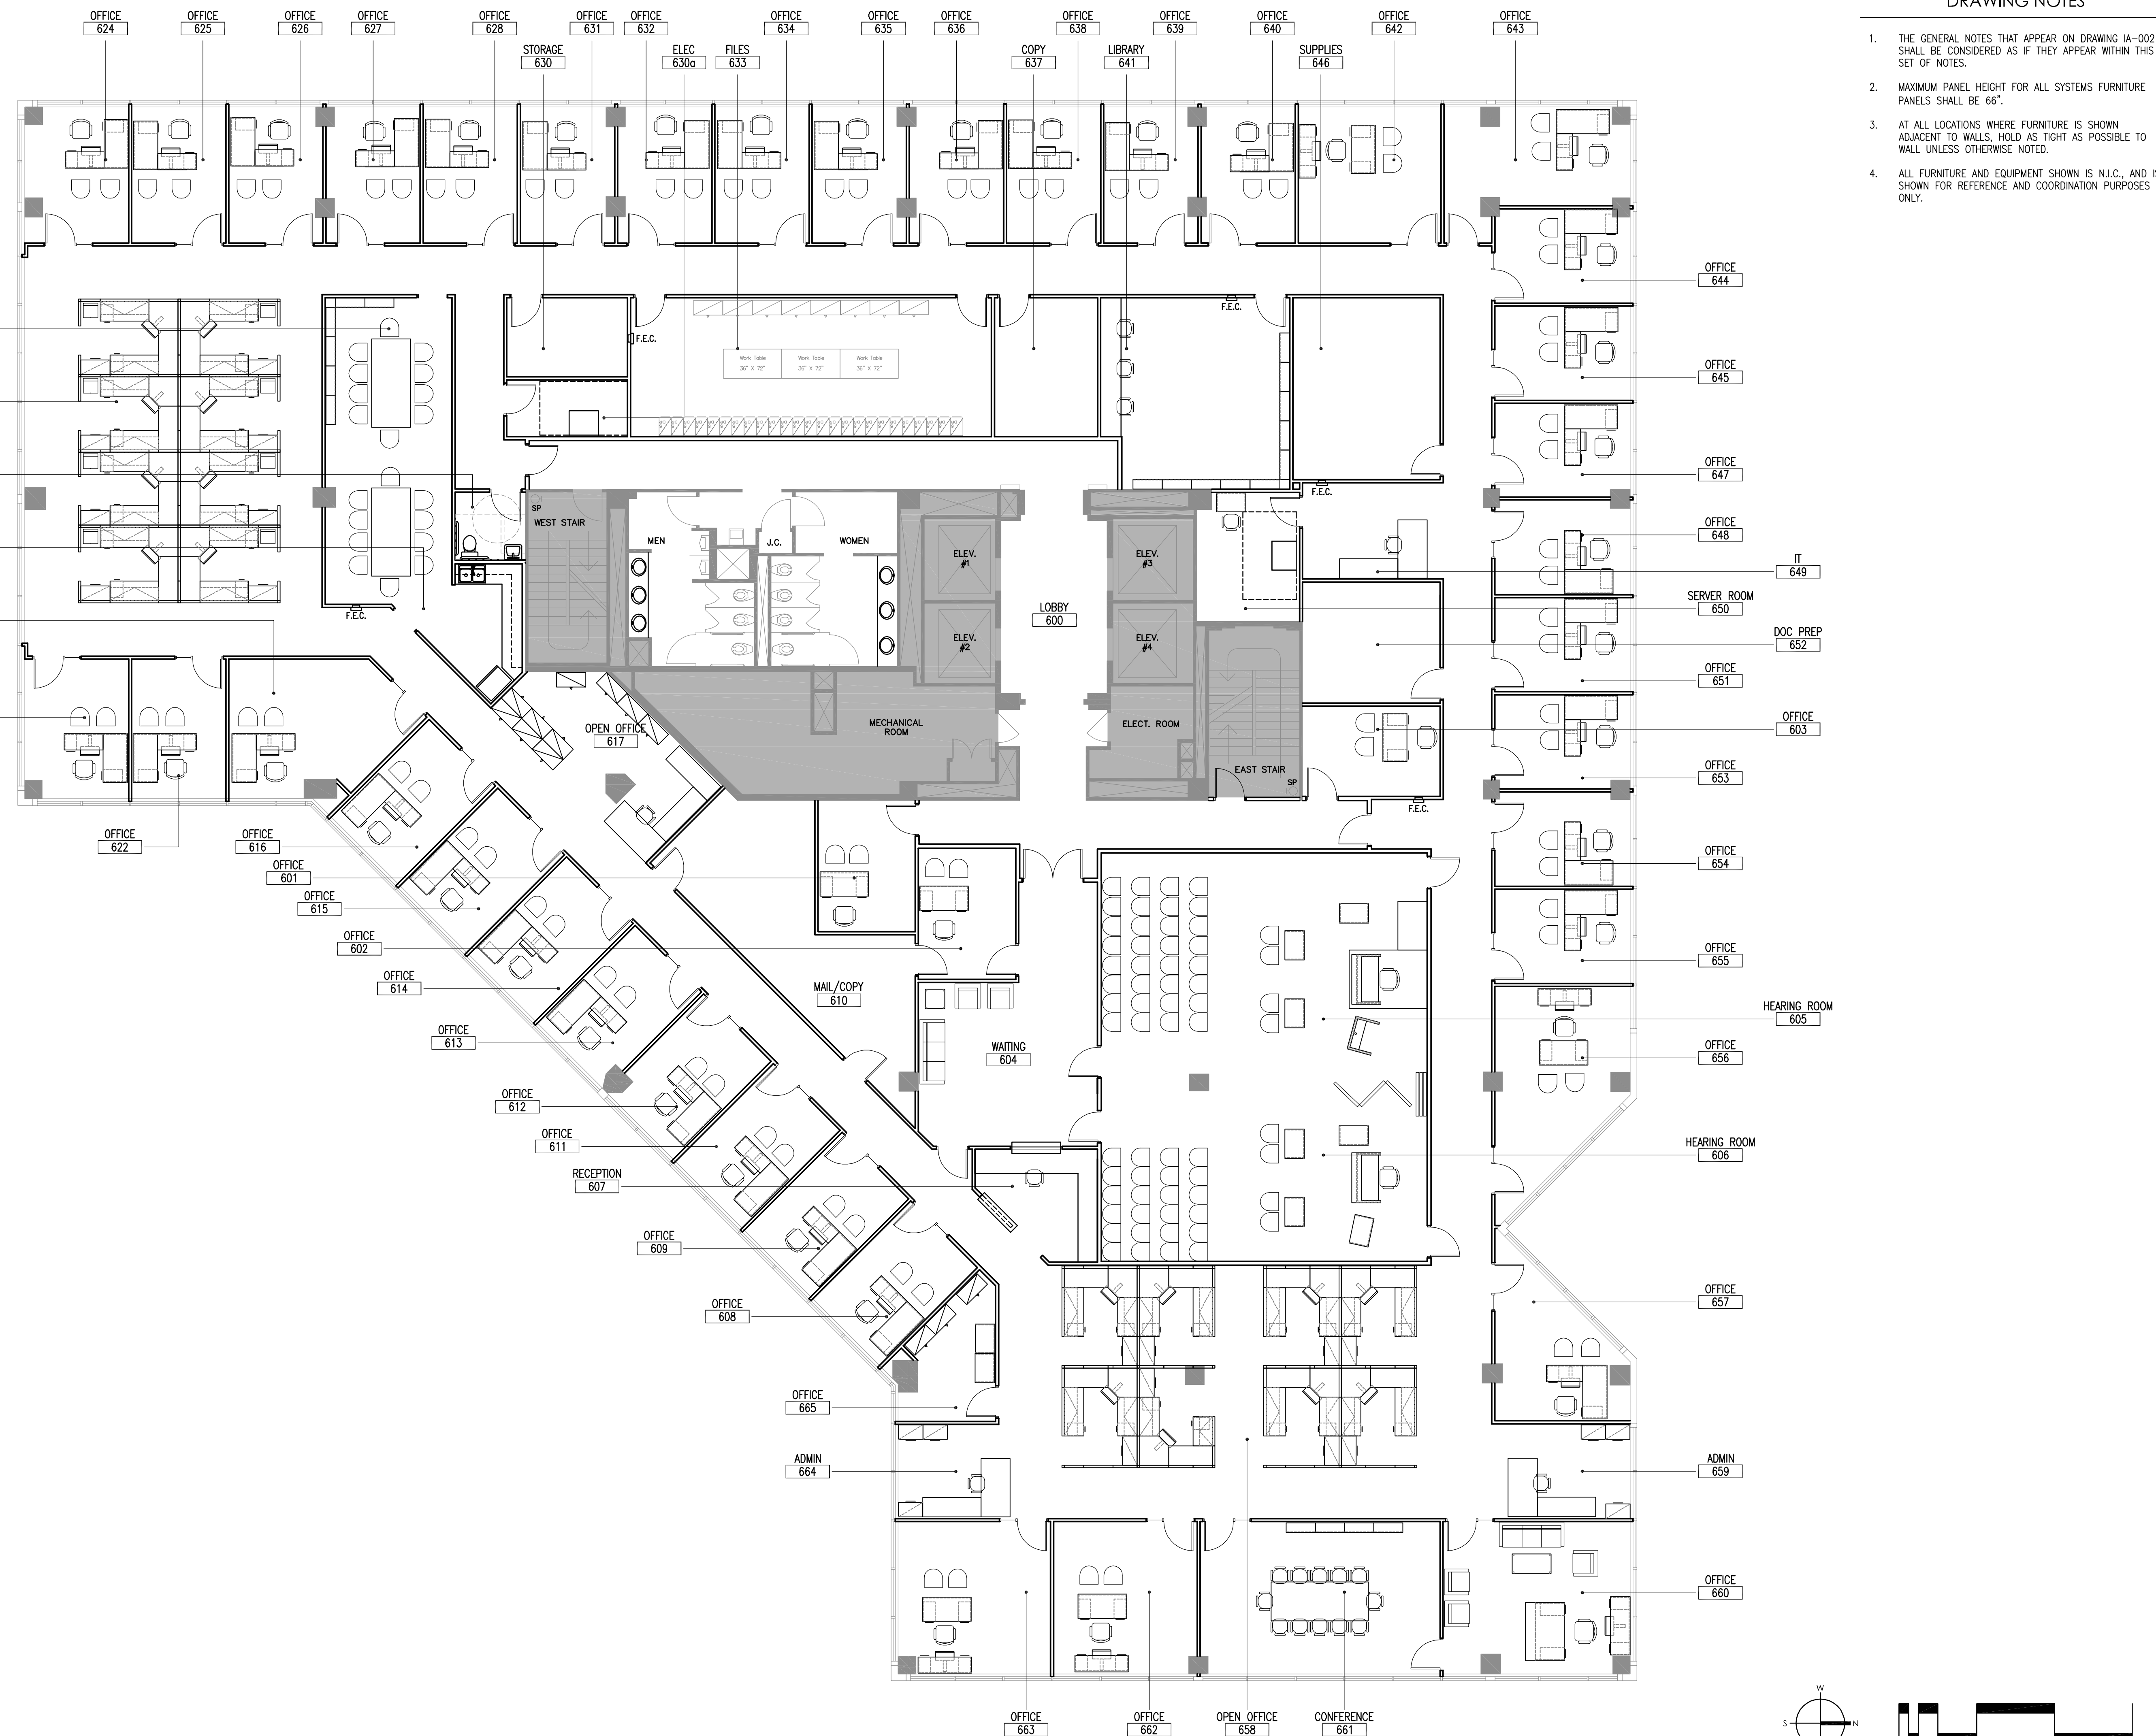 DRAWING NOTES
1. THE GENERAL NOTES THAT APPEAR ON DRAWING IA-002
SHALL BE CONSIDERED AS IF THEY APPEAR WITHIN THIS
SET OF NOTES.
2. MAXIMUM PANEL HEIGHT FOR ALL SYSTEMS FURNITURE
PANELS SHALL BE 66".
3. AT ALL LOCATIONS WHERE FURNITURE IS SHOWN
ADJACENT TO WALLS, HOLD AS TIGHT AS POSSIBLE TO
WALL UNLESS OTHERWISE NOTED.
4. ALL FURNITURE AND EQUIPMENT SHOWN IS N.I.C., AND IS
SHOWN FOR REFERENCE AND COORDINATION PURPOSES
ONLY.
OFFICE
624
OFFICE
625
OFFICE
626
OFFICE
627
OFFICE
628
OFFICE
631
OFFICE
632
OFFICE
634
OFFICE
635
OFFICE
636
OFFICE
638
OFFICE
639
OFFICE
640
OFFICE
642
OFFICE
643
STORAGE
630
ELEC
630a
FILES
633
COPY
637
LIBRARY
641
SUPPLIES
646
OFFICE
644
F.E.C.
F.E.C.
Work Table
36" X 72"
Work Table
36" X 72"
Work Table
36" X 72"
OFFICE
645
OFFICE
647
F.E.C.
SP
WEST STAIR
MEN
J.C.
WOMEN
ELEV.
#1
ELEV.
#3
OFFICE
648
IT
649
SERVER ROOM
650
F.E.C.
LOBBY
600
ELEV.
#2
ELEV.
#4
DOC PREP
652
OFFICE
651
OPEN OFFICE
617
MECHANICAL
ROOM
ELECT. ROOM
OFFICE
603
EAST STAIR
SP
OFFICE
653
F.E.C.
OFFICE
622
OFFICE
616
OFFICE
601
OFFICE
654
OFFICE
615
OFFICE
602
OFFICE
655
OFFICE
614
MAIL/COPY
610
HEARING ROOM
605
OFFICE
613
WAITING
604
OFFICE
656
OFFICE
612
OFFICE
611
HEARING ROOM
606
RECEPTION
607
OFFICE
609
OFFICE
608
OFFICE
657
OFFICE
665
ADMIN
664
ADMIN
659
OFFICE
660
OFFICE
663
OFFICE
662
OPEN OFFICE
658
CONFERENCE
661
W
S
N